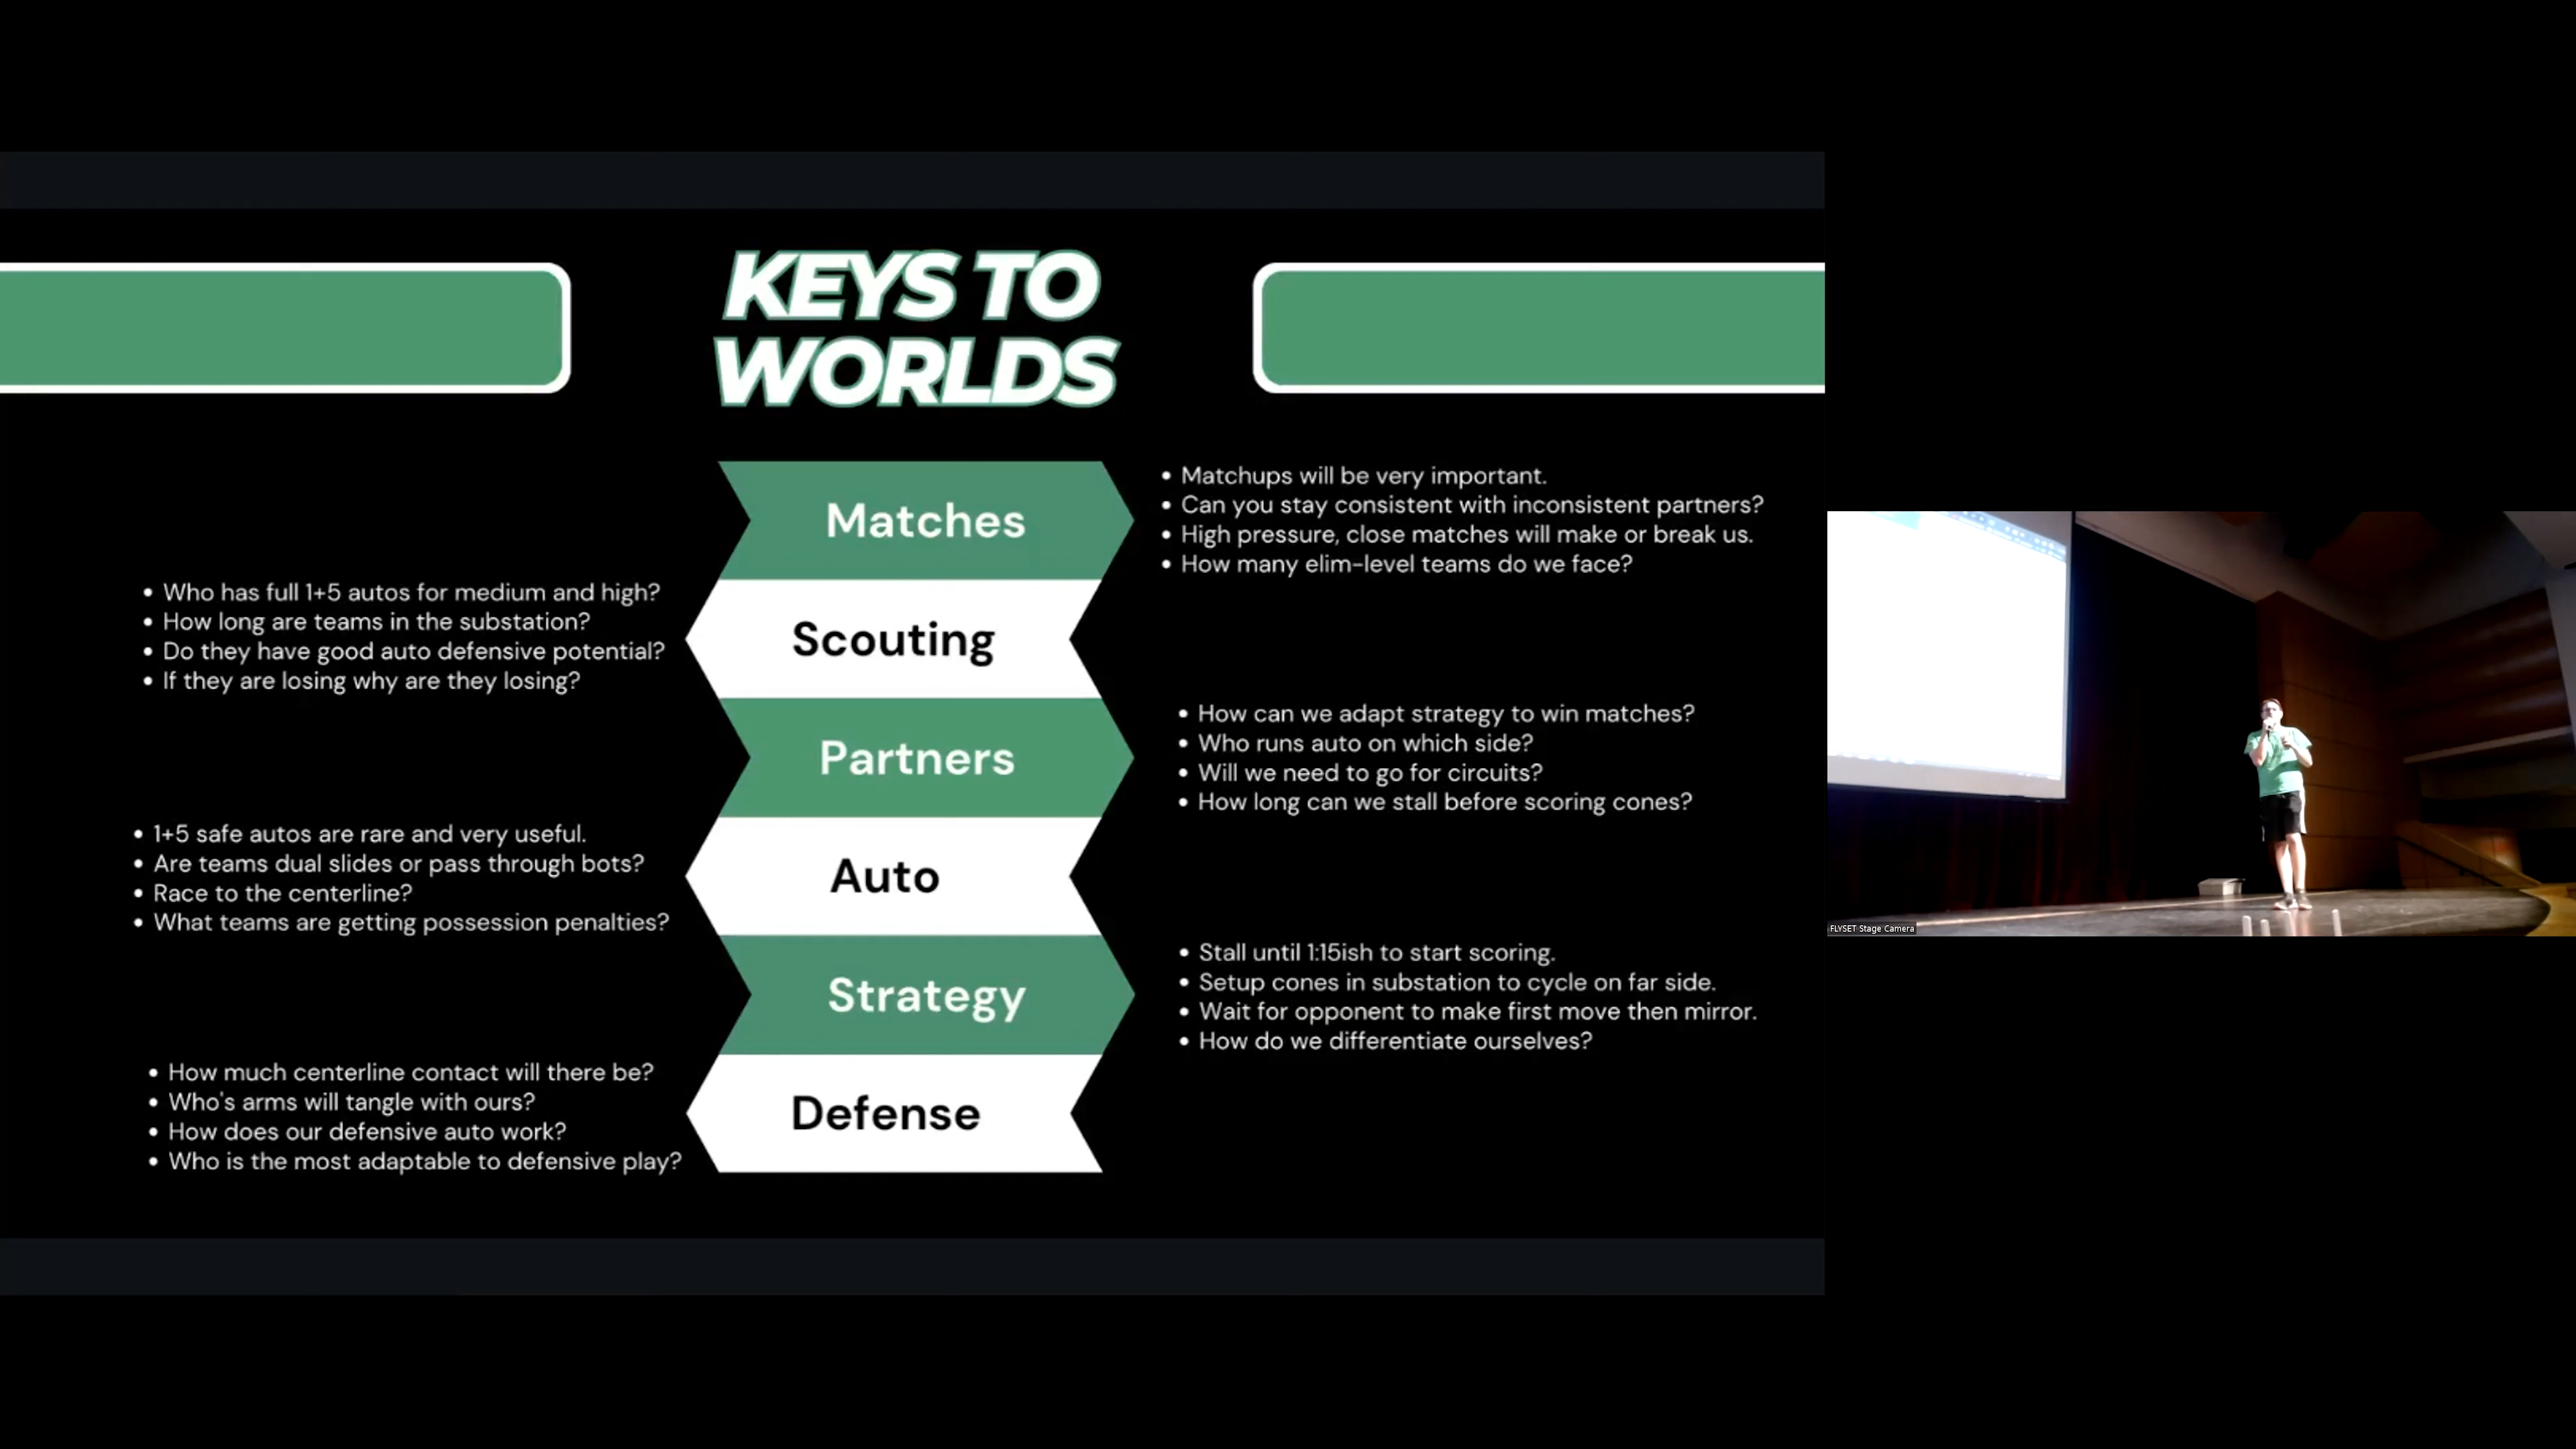 KEYS TO
WORLDS
Matches
• Matchups will be very important.
• Can you stay consistent with inconsistent partners?
• High pressure, close matches will make or break us.
• How many elim-level teams do we face?
Scouting
• Who has full 1+5 autos for medium and high?
• How long are teams in the substation?
• Do they have good auto defensive potential?
• If they are losing why are they losing?
Partners
• How can we adapt strategy to win matches?
• Who runs auto on which side?
• Will we need to go for circuits?
• How long can we stall before scoring cones?
Auto
• 1+5 safe autos are rare and very useful.
• Are teams dual slides or pass through bots?
• Race to the centerline?
• What teams are getting possession penalties?
Strategy
• Stall until 1:15ish to start scoring.
• Setup cones in substation to cycle on far side.
• Wait for opponent to make first move then mirror.
• How do we differentiate ourselves?
Defense
• How much centerline contact will there be?
• Who's arms will tangle with ours?
• How does our defensive auto work?
• Who is the most adaptable to defensive play?
FLYSET Stage Camera